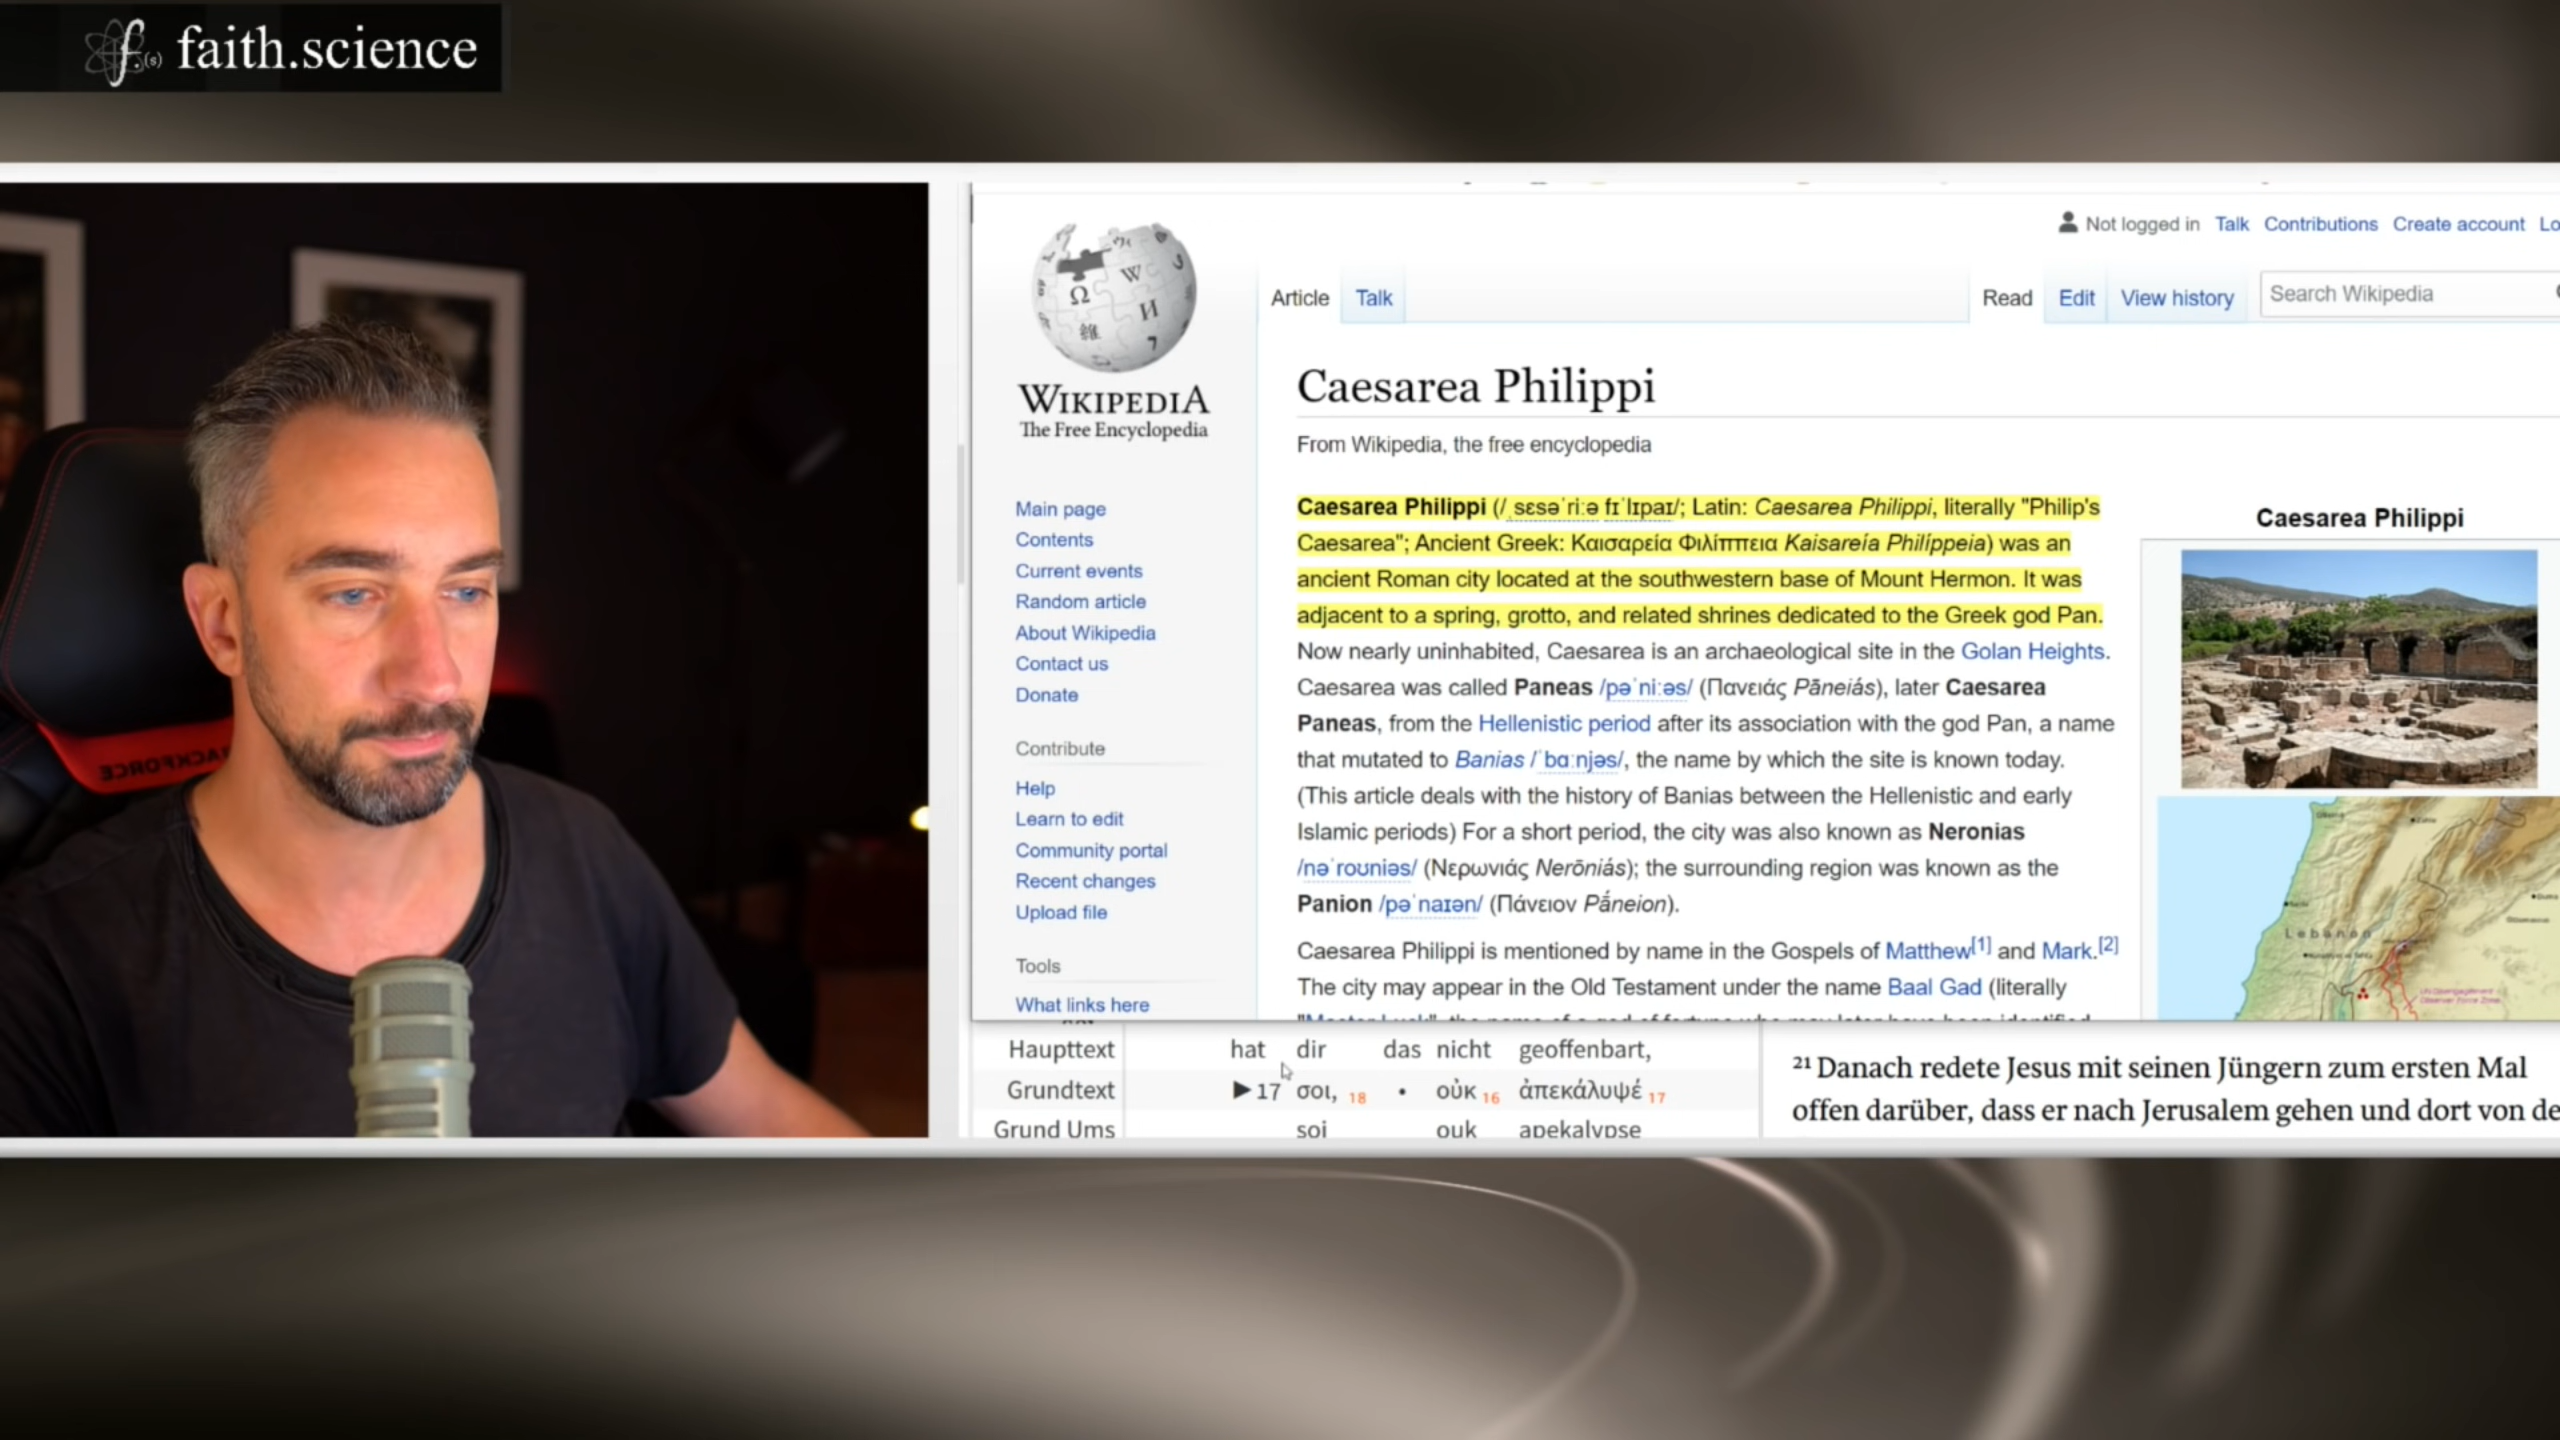 faith.science
Not logged in Talk Contributions Create account Lo
Article Talk Read Edit View history Search Wikipedia
WIKIPEDIA
The Free Encyclopedia
Main page
Contents
Current events
Random article
About Wikipedia
Contact us
Donate
Contribute
Help
Learn to edit
Community portal
Recent changes
Upload file
Tools
What links here
Caesarea Philippi
From Wikipedia, the free encyclopedia
Caesarea Philippi (/ˌsɛsəˈriːə fɪˈlɪpaɪ/; Latin: Caesarea Philippi, literally "Philip's
Caesarea"; Ancient Greek: Καισαρεία Φιλίππεια Kaisareía Philíppeia) was an
ancient Roman city located at the southwestern base of Mount Hermon. It was
adjacent to a spring, grotto, and related shrines dedicated to the Greek god Pan.
Now nearly uninhabited, Caesarea is an archaeological site in the Golan Heights.
Caesarea was called Paneas /pəˈniːəs/ (Πανειάς Pāneiás), later Caesarea
Paneas, from the Hellenistic period after its association with the god Pan, a name
that mutated to Banias /ˈbɑːnjəs/, the name by which the site is known today.
(This article deals with the history of Banias between the Hellenistic and early
Islamic periods) For a short period, the city was also known as Neronias
/nəˈroʊniəs/ (Νερωνιάς Nerōniás); the surrounding region was known as the
Panion /pəˈnaɪən/ (Πάνειον Pā́neion).
Caesarea Philippi is mentioned by name in the Gospels of Matthew[1] and Mark.[2]
The city may appear in the Old Testament under the name Baal Gad (literally
Caesarea Philippi
Lebanon
Haupttext hat dir das nicht geoffenbart,
Grundtext ▶17 σοι, 18 • οὐκ 16 ἀπεκάλυψέ 17
Grund Ums soi ouk apekalypse
21 Danach redete Jesus mit seinen Jüngern zum ersten Mal
offen darüber, dass er nach Jerusalem gehen und dort von de